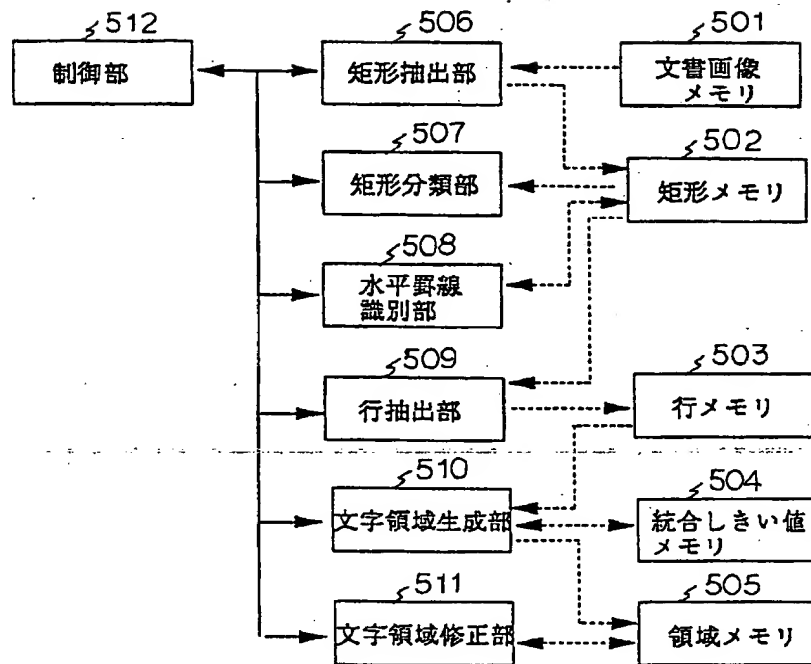 512
制御部
506
矩形抽出部
501
文書画像
メモリ
507
矩形分類部
502
矩形メモリ
508
水平罫線
識別部
509
行抽出部
503
行メモリ
510
文字領域生成部
504
統合しきい値
メモリ
511
文字領域修正部
505
領域メモリ